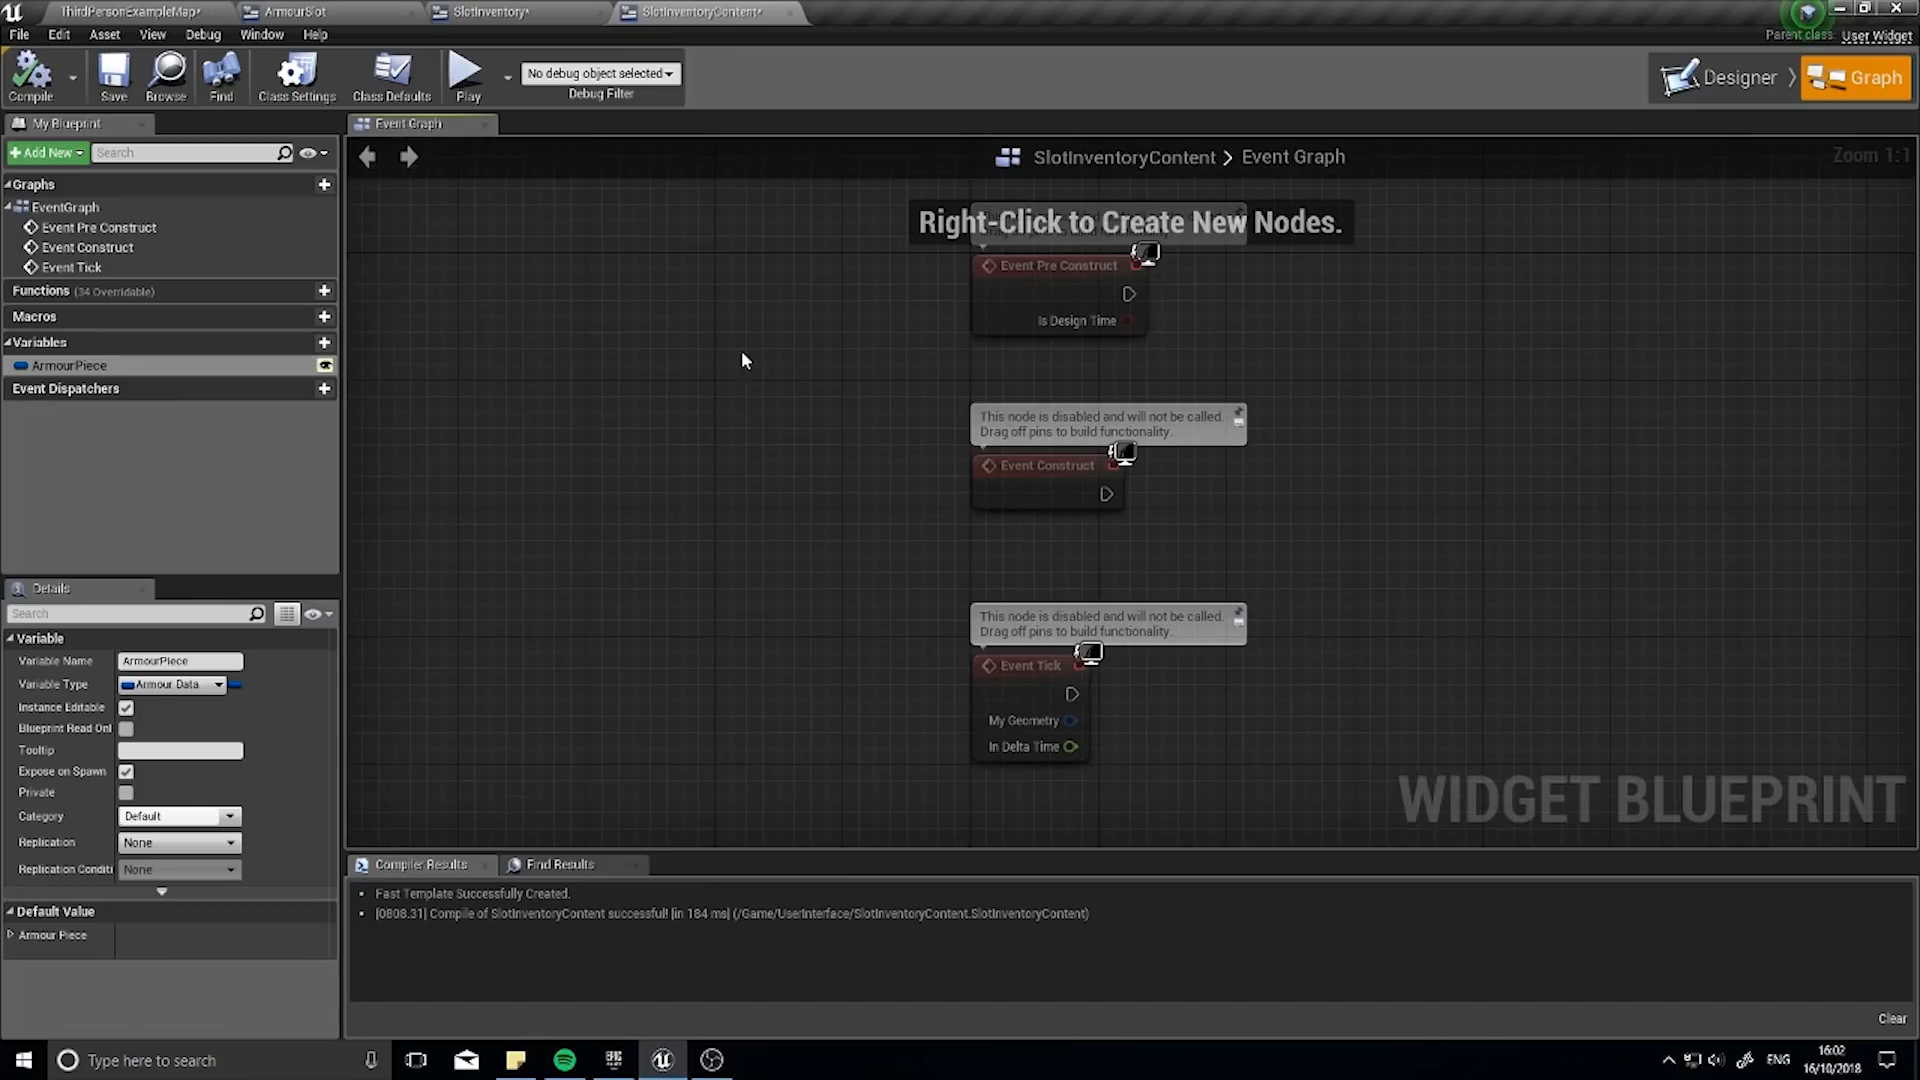 ThirdPersonExampleMap*
ArmourSlot
SlotInventory*
SlotInventoryContent*
File
Edit
Asset
View
Debug
Window
Help
Parent class: User Widget
Compile
Save
Browse
Find
Class Settings
Class Defaults
Play
No debug object selected
Debug Filter
Designer
Graph
My Blueprint
Event Graph
+ Add New
Search
SlotInventoryContent > Event Graph
Zoom 1:1
Right-Click to Create New Nodes.
Graphs
EventGraph
Event Pre Construct
Event Construct
Event Tick
Functions (34 Overridable)
Macros
Variables
ArmourPiece
Event Dispatchers
Event Pre Construct
Is Design Time
This node is disabled and will not be called.
Drag off pins to build functionality.
Event Construct
This node is disabled and will not be called.
Drag off pins to build functionality.
Event Tick
My Geometry
In Delta Time
WIDGET BLUEPRINT
Details
Search
Variable
Variable Name
ArmourPiece
Variable Type
Armour Data
Instance Editable
Blueprint Read Onl
Tooltip
Expose on Spawn
Private
Category
Default
Replication
None
Replication Conditi
None
Default Value
Armour Piece
Compiler Results
Find Results
Fast Template Successfully Created.
[0808.31] Compile of SlotInventoryContent successful! [in 184 ms] (/Game/UserInterface/SlotInventoryContent.SlotInventoryContent)
Clear
Type here to search
ENG
16:02
16/10/2018